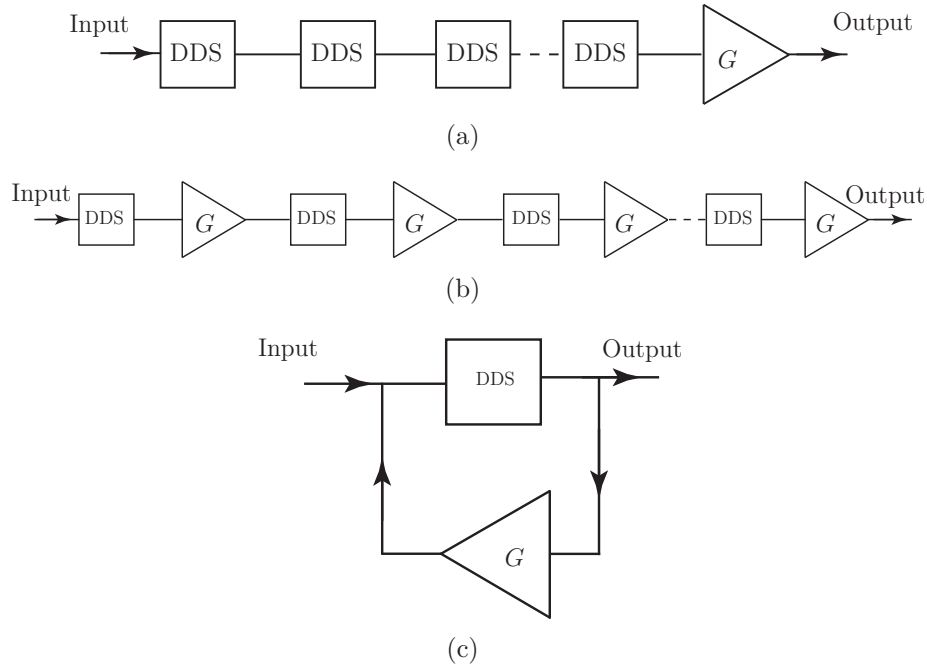 Input
Output
DDS DDS DDS DDS G
(a)
Input
Output
DDS G DDS G DDS G DDS G
(b)
Input
Output
DDS
G
(c)